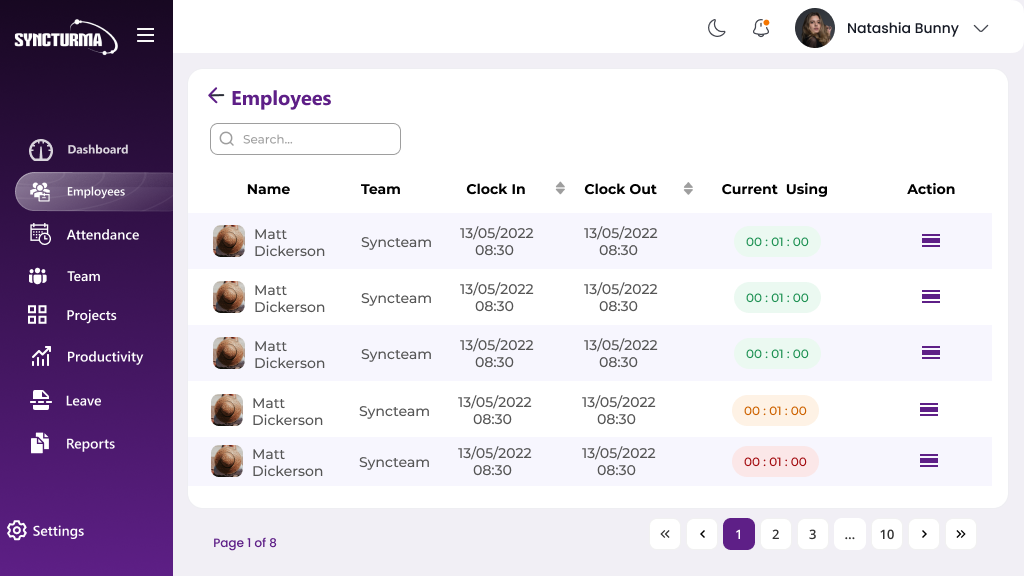 SYNCTURMA
Natashia Bunny
Dashboard
Employees
Attendance
Team
Projects
Productivity
Leave
Reports
Settings
Employees
Search...
Name Team Clock In Clock Out Current Using Action
Matt
Dickerson
Syncteam
13/05/2022
08:30
13/05/2022
08:30
00 : 01 : 00
Matt
Dickerson
Syncteam
13/05/2022
08:30
13/05/2022
08:30
00 : 01 : 00
Matt
Dickerson
Syncteam
13/05/2022
08:30
13/05/2022
08:30
00 : 01 : 00
Matt
Dickerson
Syncteam
13/05/2022
08:30
13/05/2022
08:30
00 : 01 : 00
Matt
Dickerson
Syncteam
13/05/2022
08:30
13/05/2022
08:30
00 : 01 : 00
Page 1 of 8
« ‹ 1 2 3 ... 10 › »